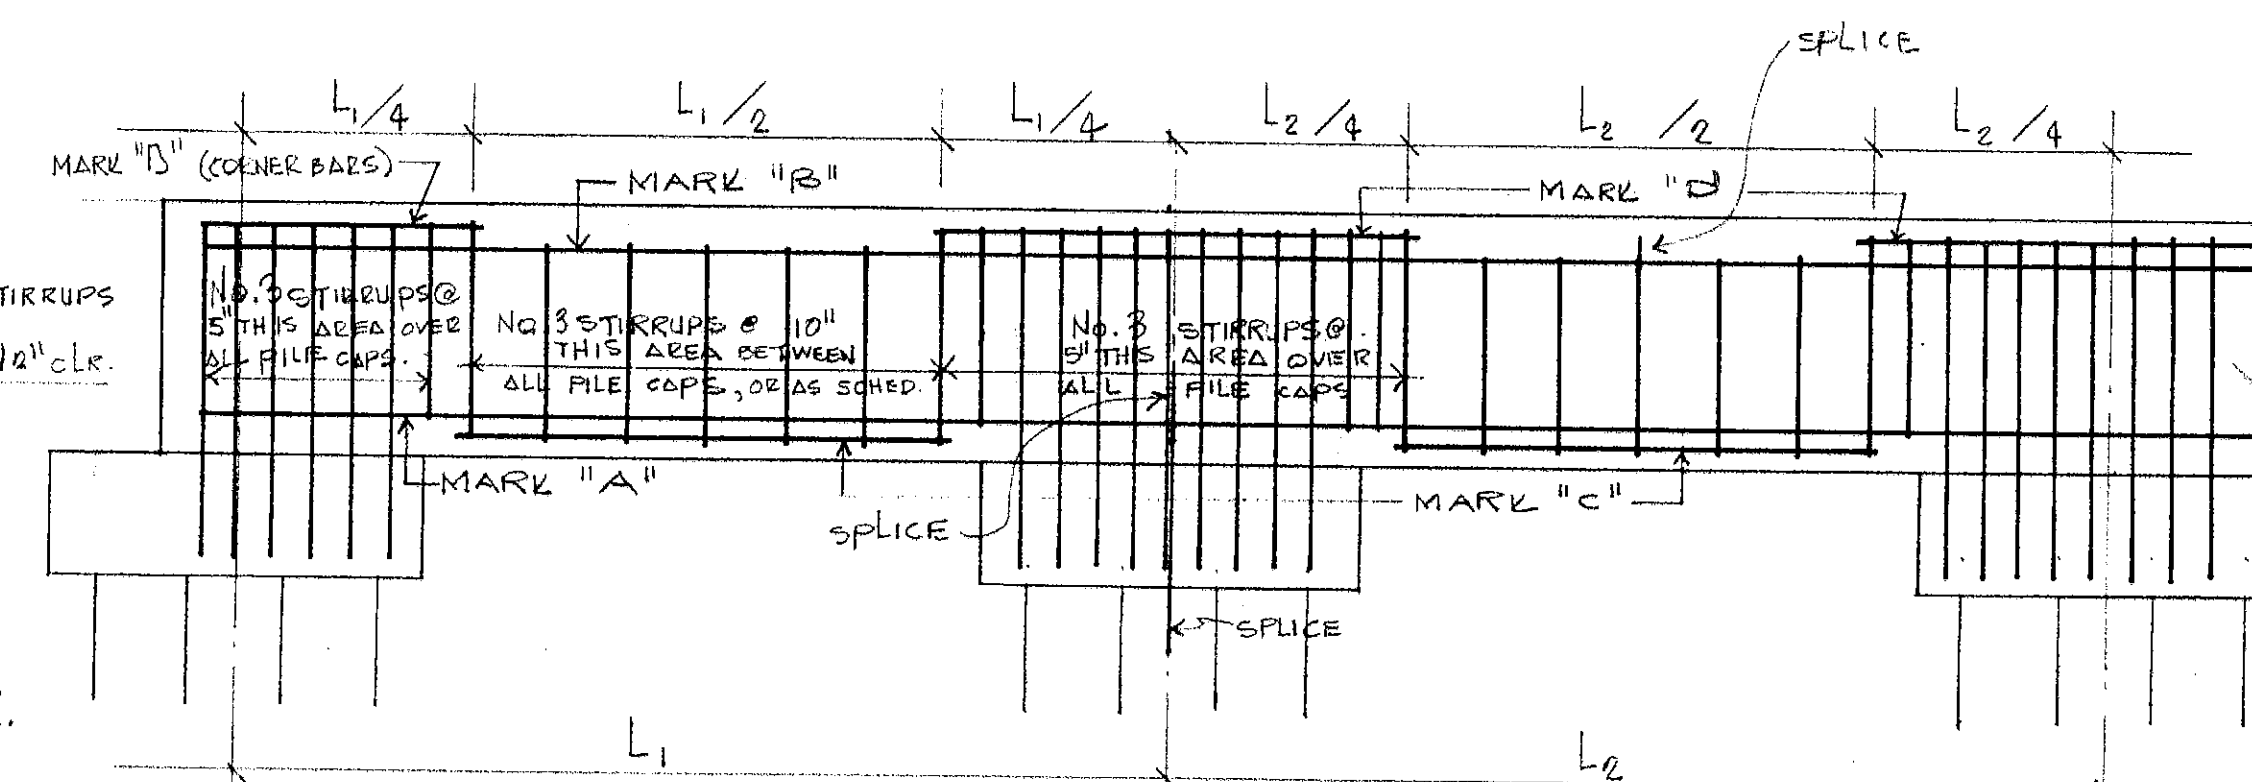 SPLICE
L1/4
L1/2
L1/4
L2/4
L2/2
L2/4
MARK "B" (CORNER BARS)
MARK "B"
MARK "D
TIRRUPS
/2" CLR.
No. 3 STIRRUPS @
5" THIS AREA OVER
ALL PILE CAPS.
No. 3 STIRRUPS @ 10"
THIS AREA BETWEEN
ALL PILE CAPS, OR AS SCHED.
No. 3 STIRRUPS @
5" THIS AREA OVER
ALL PILE CAPS
MARK "A"
MARK "C"
SPLICE
SPLICE
L1
L2